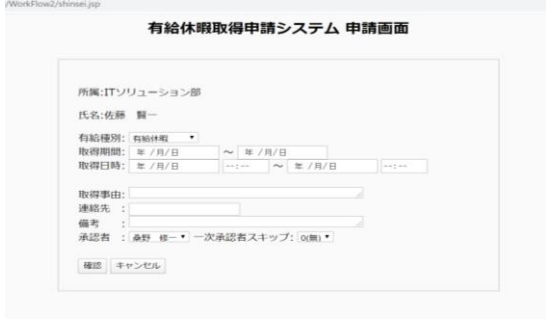 /WorkFlow2/shinsei.jsp
有給休暇取得申請システム 申請画面
所属:ITソリューション部
氏名:佐藤 賢一
有給種別: 有給休暇 ▼
取得期間: 年 /月/日 ～ 年 /月/日
取得日時: 年 /月/日 --:-- ～ 年 /月/日 --:--
取得事由:
連絡先 :
備考 :
承認者 : 桑野 修一 ▼ 一次承認者スキップ: 0(無) ▼
確認 キャンセル